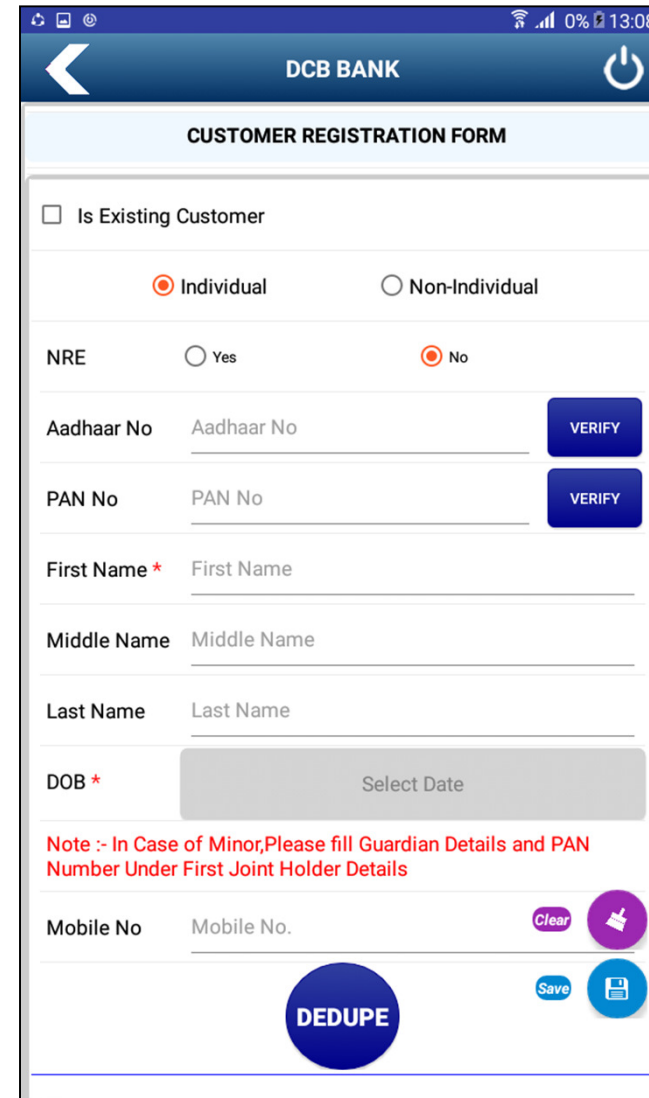 0% 13:08
DCB BANK
CUSTOMER REGISTRATION FORM
Is Existing Customer
Individual Non-Individual
NRE Yes No
Aadhaar No Aadhaar No VERIFY
PAN No PAN No VERIFY
First Name * First Name
Middle Name Middle Name
Last Name Last Name
DOB * Select Date
Note :- In Case of Minor,Please fill Guardian Details and PAN
Number Under First Joint Holder Details
Mobile No Mobile No. Clear
Save
DEDUPE